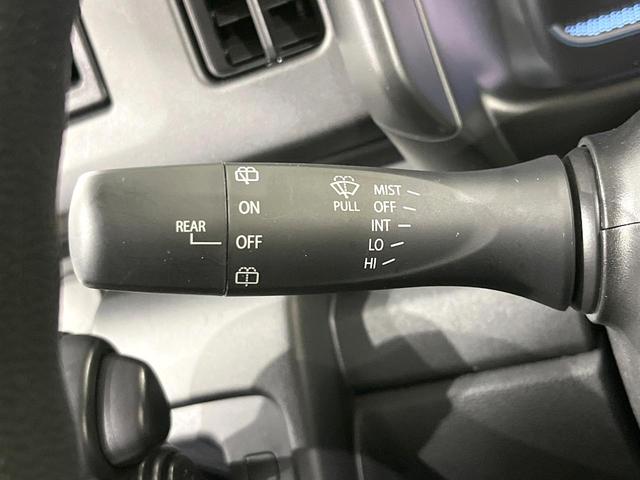 REAR
ON
OFF
PULL
MIST
OFF
INT
LO
HI